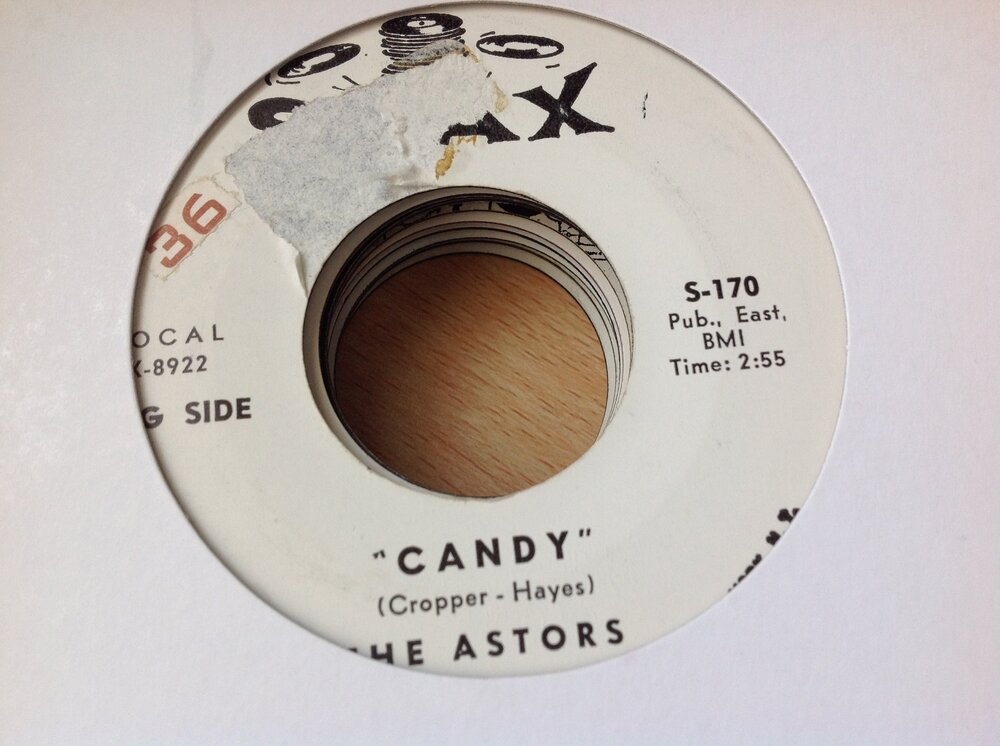 AX
36
OCAL
-8922
G SIDE
S-170
Pub., East,
BMI
Time: 2:55
"CANDY"
(Cropper - Hayes)
HE ASTORS